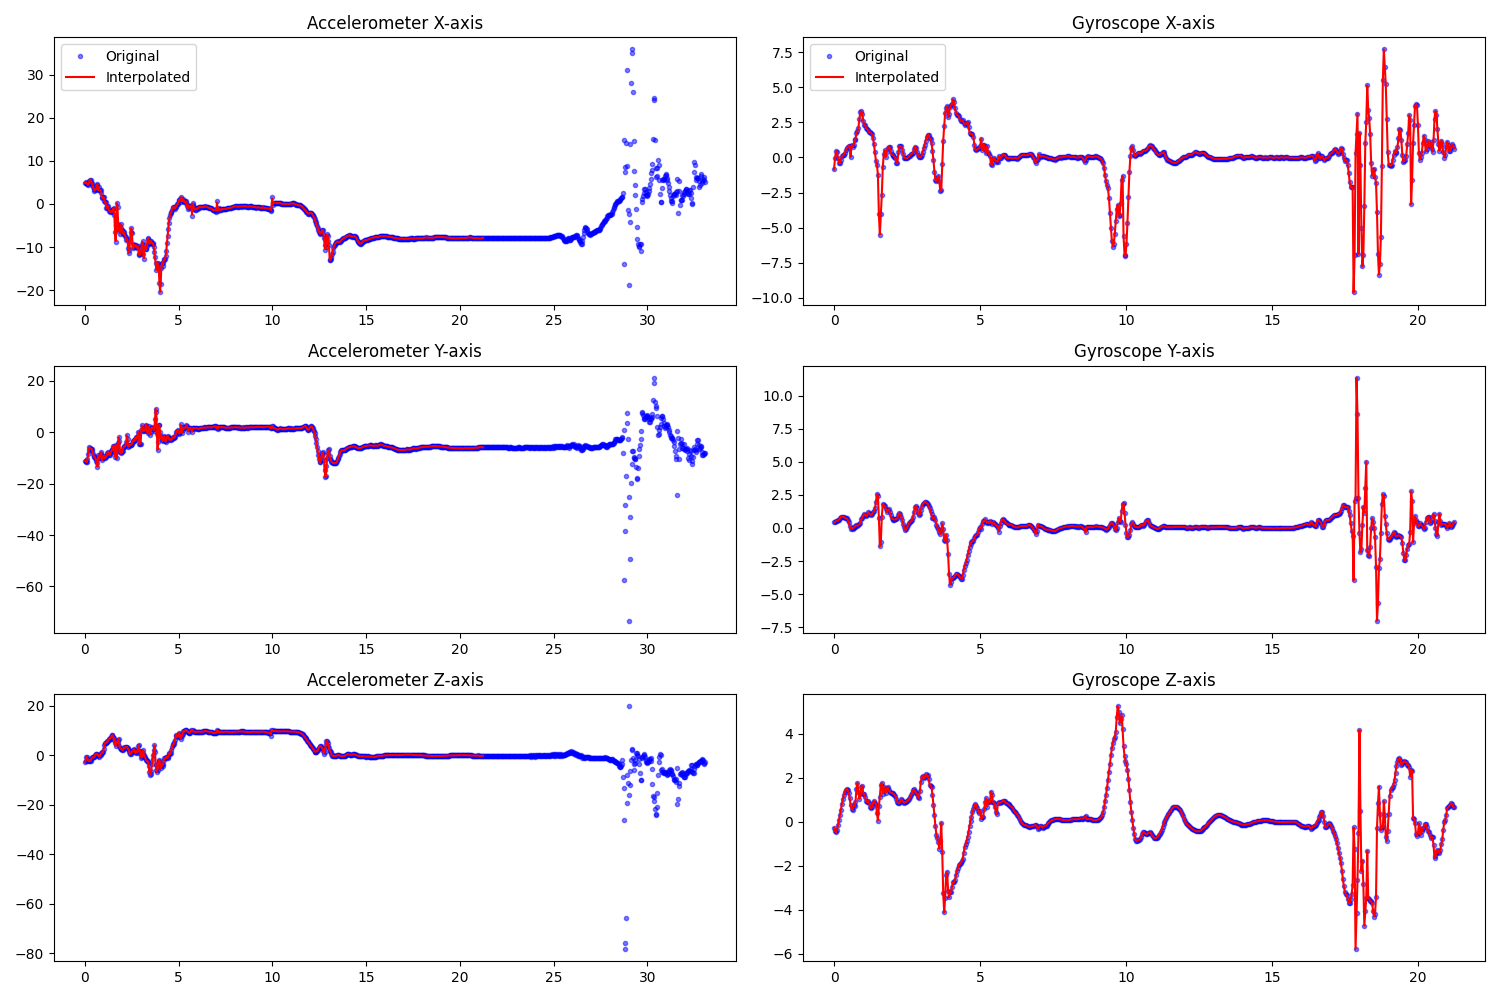 Accelerometer X-axis
Original
Interpolated
30
20
10
0
−10
−20
0 5 10 15 20 25 30
Gyroscope X-axis
Original
Interpolated
7.5
5.0
2.5
0.0
−2.5
−5.0
−7.5
−10.0
0 5 10 15 20
Accelerometer Y-axis
20
0
−20
−40
−60
0 5 10 15 20 25 30
Gyroscope Y-axis
10.0
7.5
5.0
2.5
0.0
−2.5
−5.0
−7.5
0 5 10 15 20
Accelerometer Z-axis
20
0
−20
−40
−60
−80
0 5 10 15 20 25 30
Gyroscope Z-axis
4
2
0
−2
−4
−6
0 5 10 15 20